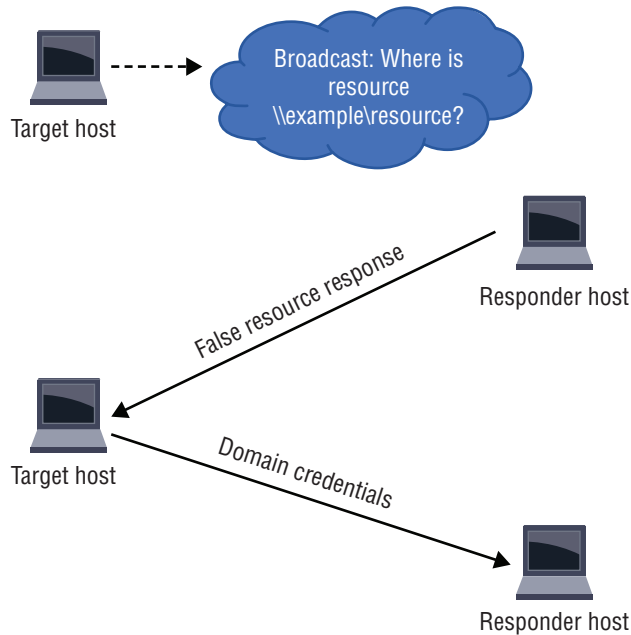 Broadcast: Where is
resource
\\example\resource?
Target host
False resource response
Responder host
Target host
Domain credentials
Responder host